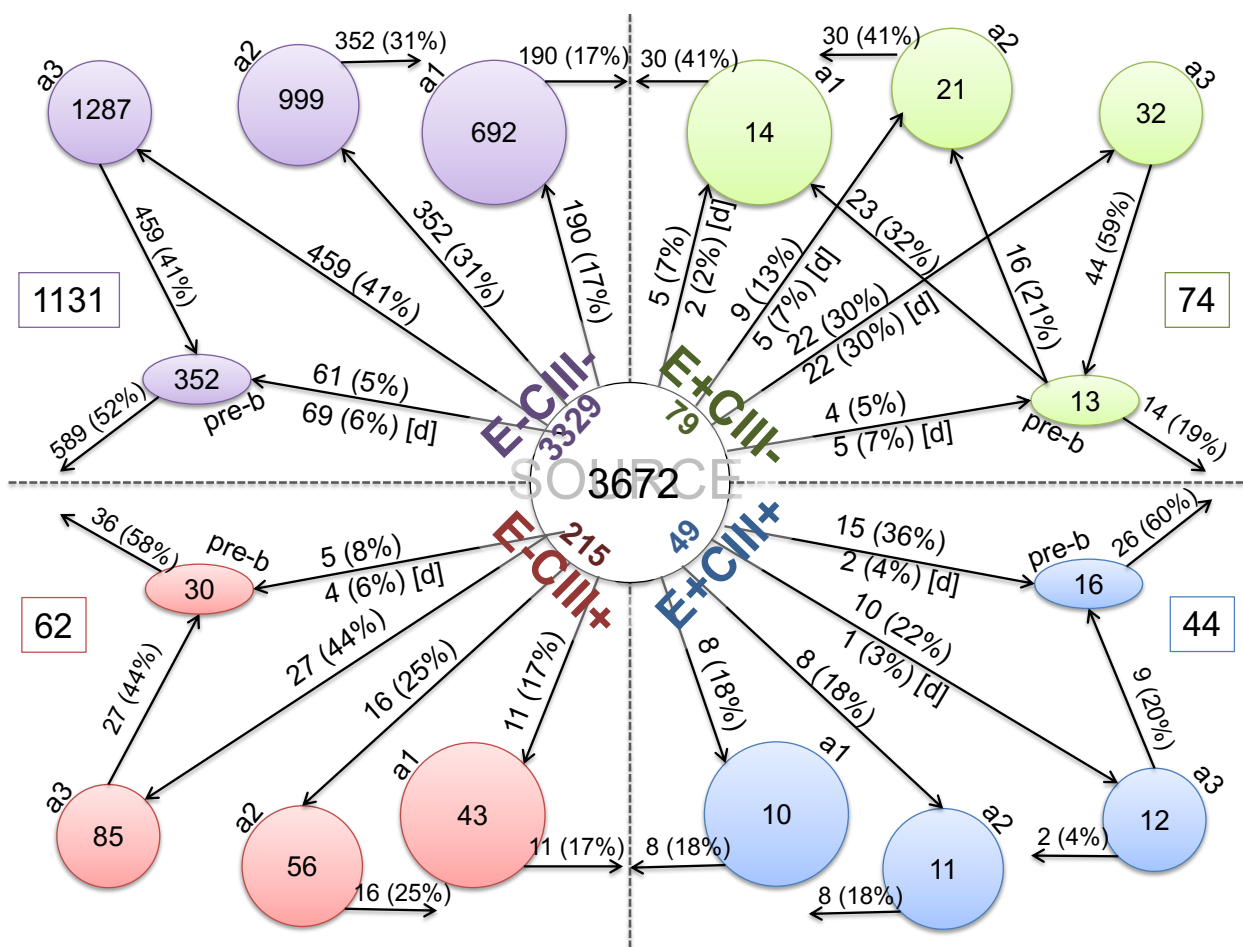 a3
1287
a2
999
352 (31%)
a1
692
190 (17%)
459 (41%)
459 (41%)
352 (31%)
190 (17%)
1131
352
pre-b
61 (5%)
69 (6%) [d]
589 (52%)
E-CIII-
3329
30 (41%)
a1
14
30 (41%)
a2
21
a3
32
5 (7%)
2 (2%) [d]
9 (13%)
5 (7%) [d]
23 (32%)
22 (30%)
22 (30%) [d]
16 (21%)
44 (59%)
74
E+CIII-
79
4 (5%)
5 (7%) [d]
13
pre-b
14 (19%)
SOURCE
3672
36 (58%)
pre-b
30
5 (8%)
4 (6%) [d]
215
E-CIII+
62
27 (44%)
27 (44%)
16 (25%)
11 (17%)
a3
85
a2
56
16 (25%)
a1
43
11 (17%)
49
E+CIII+
15 (36%)
2 (4%) [d]
pre-b
16
26 (60%)
44
10 (22%)
1 (3%) [d]
8 (18%)
8 (18%)
9 (20%)
a1
10
8 (18%)
a2
11
8 (18%)
a3
12
2 (4%)